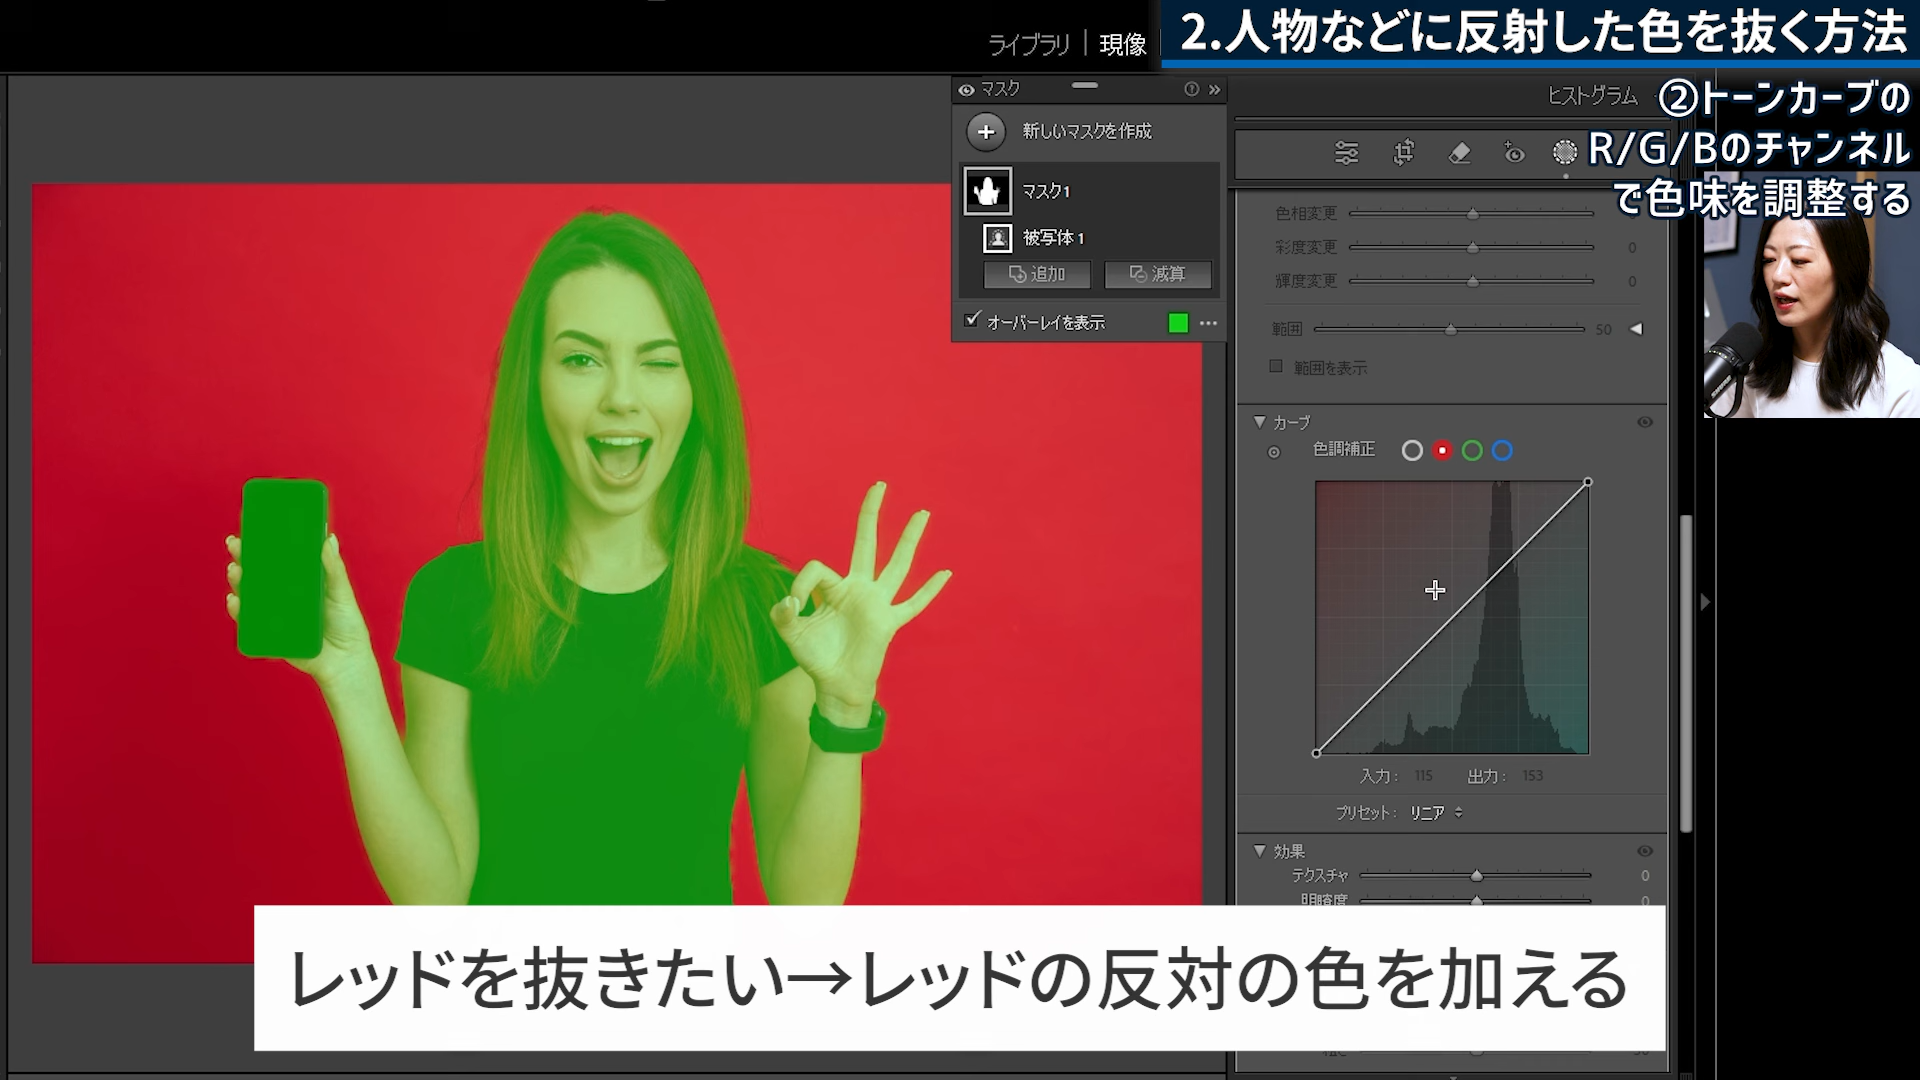 ライブラリ | 現像
2.人物などに反射した色を抜く方法
②トーンカーブの
R/G/Bのチャンネル
で色味を調整する
ヒストグラム
マスク
新しいマスクを作成
マスク1
被写体 1
追加
減算
オーバーレイを表示
色相変更
彩度変更 0
輝度変更 0
範囲 50
範囲を表示
カーブ
色調補正
入力: 115 出力: 153
プリセット: リニア
効果
テクスチャ 0
明瞭度 0
レッドを抜きたい→レッドの反対の色を加える